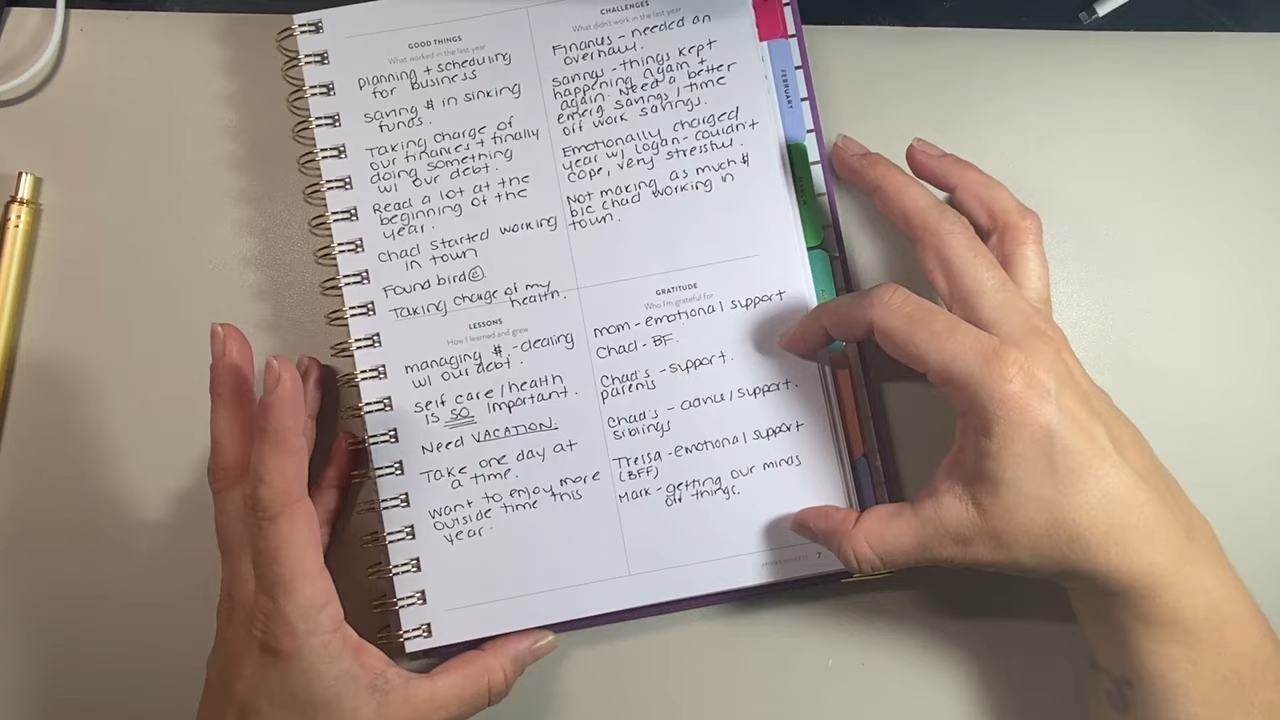 GOOD THINGS
What worked in the last year
planning + scheduling
for business
saving $ in sinking
funds.
Taking charge of
our finances + finally
doing something
w/ our debt.
Read a lot at the
beginning of the
year.
Chad started working
in town
Found bird
Taking charge of my
health.
CHALLENGES
What didn't work in the last year
Finances - needed an
overhaul.
savings - things kept
happening again +
again. Need a better
emerg savings / time
off work savings.
Emotionally charged
year w/ Logan - couldn't
cope, very stressful.
Not making as much $
b/c chad working in
town.
LESSONS
How I learned and grew
managing $ - dealing
w/ our debt.
self care/health
is so important.
Need VACATION.
Take one day at
a time.
want to enjoy more
outside time this
year.
GRATITUDE
Who I'm grateful for
mom - emotional support
Chad - BF.
Chad's - support.
parents
Chad's - advice/support.
siblings
Treisa - emotional support
(BFF)
Mark - getting our minds
off things.
7
FEBRUARY
MARCH